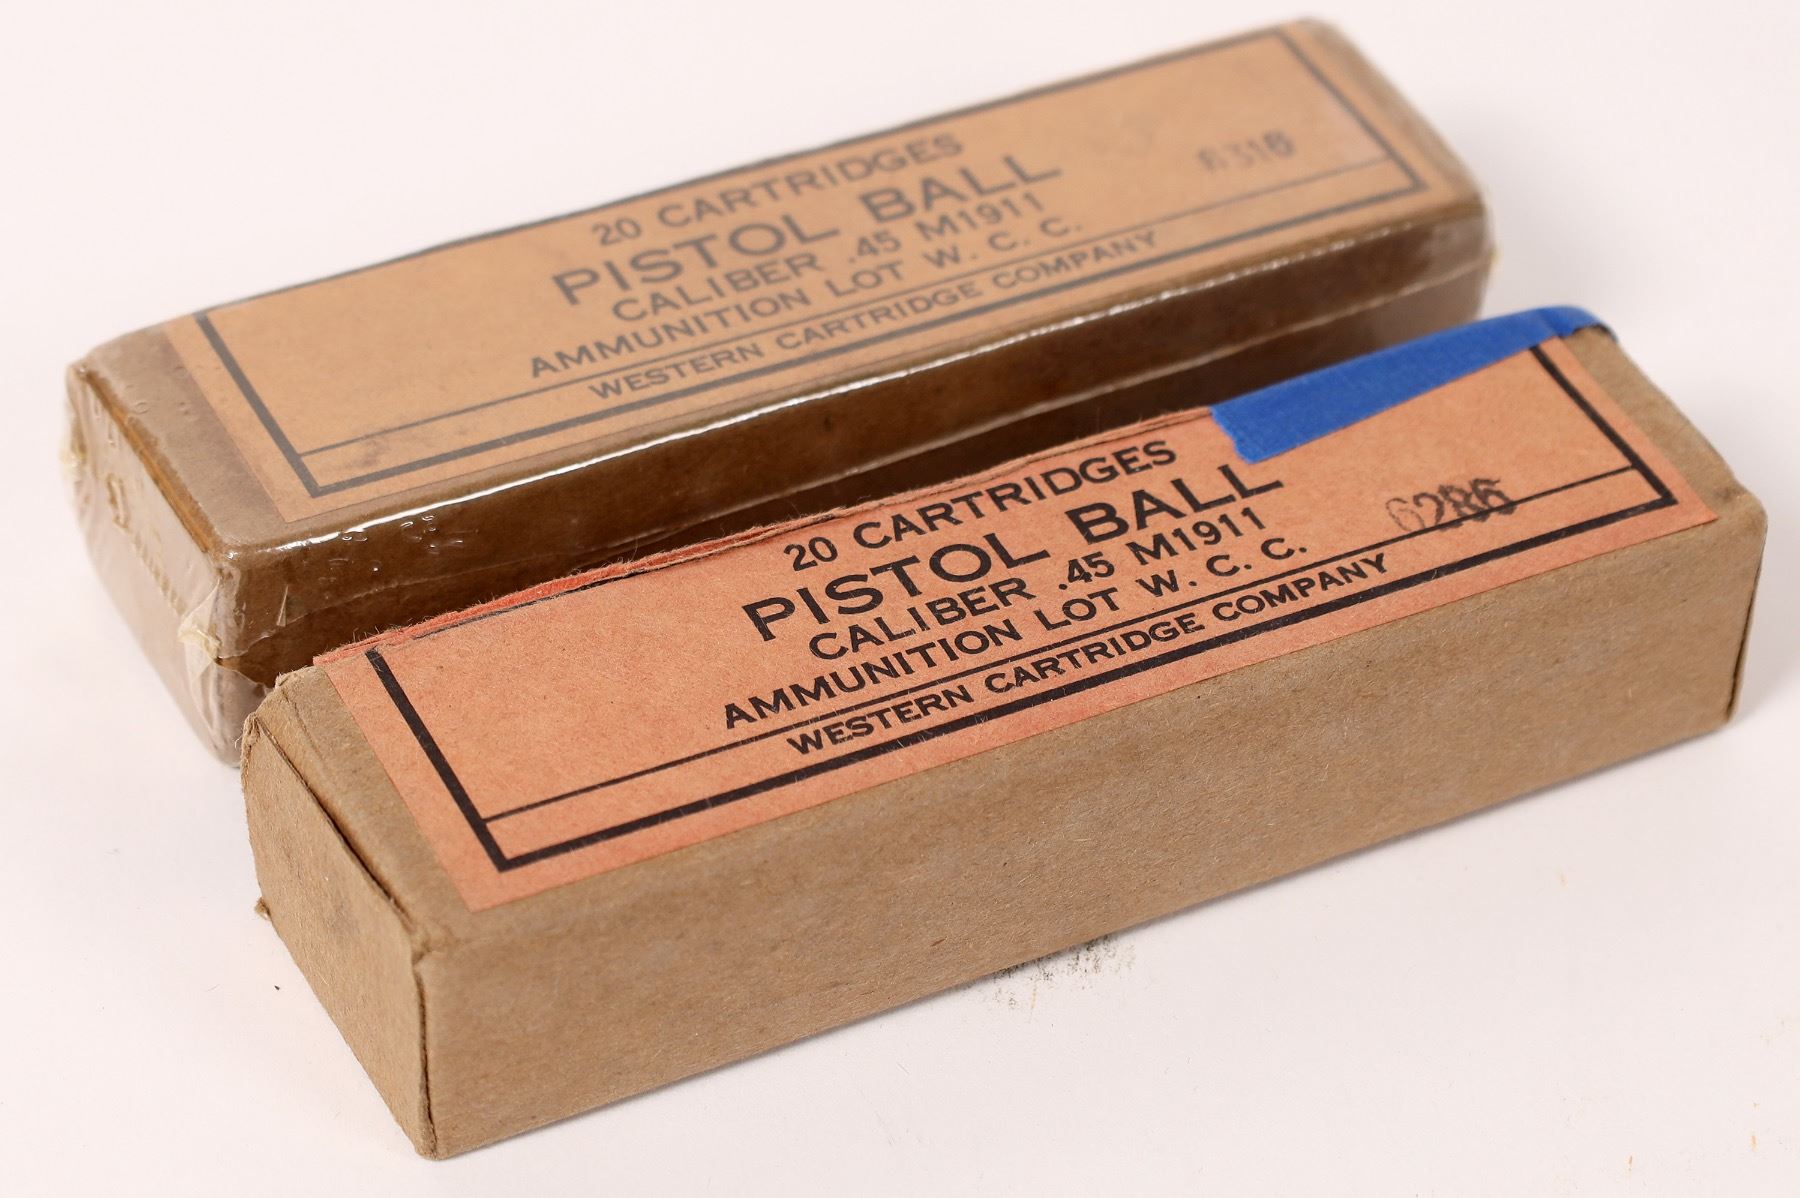 20 CARTRIDGES
PISTOL BALL
CALIBER .45 M1911
AMMUNITION LOT W. C. C.
WESTERN CARTRIDGE COMPANY
20 CARTRIDGES
PISTOL BALL
CALIBER .45 M1911
AMMUNITION LOT W. C. C. 6286
WESTERN CARTRIDGE COMPANY